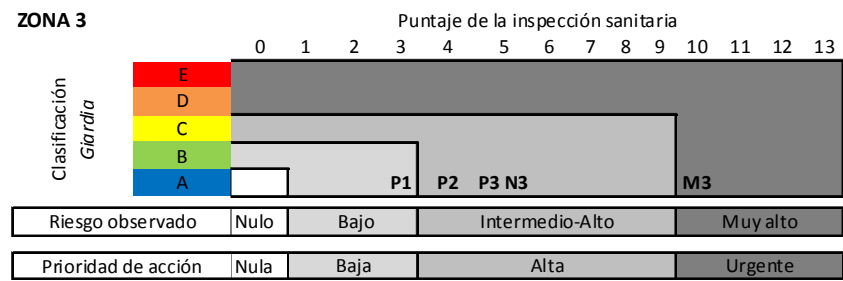 ZONA 3
Puntaje de la inspección sanitaria
0 1 2 3 4 5 6 7 8 9 10 11 12 13
Clasificación
Giardia
E
D
C
B
A P1 P2 P3 N3 M3
Riesgo observado Nulo Bajo Intermedio-Alto Muy alto
Prioridad de acción Nula Baja Alta Urgente